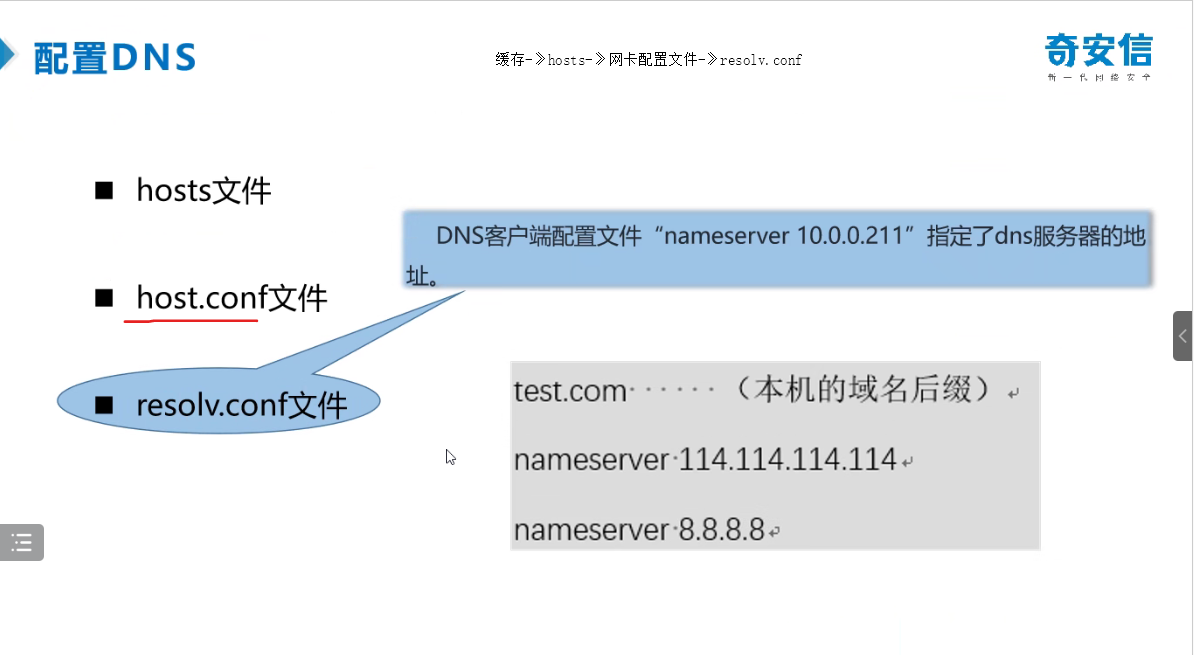 配置DNS
缓存-》hosts-》网卡配置文件-》resolv.conf
奇安信
新一代网络安全
hosts文件
DNS客户端配置文件“nameserver 10.0.0.211”指定了dns服务器的地
址。
host.conf文件
resolv.conf文件
test.com······（本机的域名后缀）↵
nameserver·114.114.114.114↵
nameserver·8.8.8.8↵